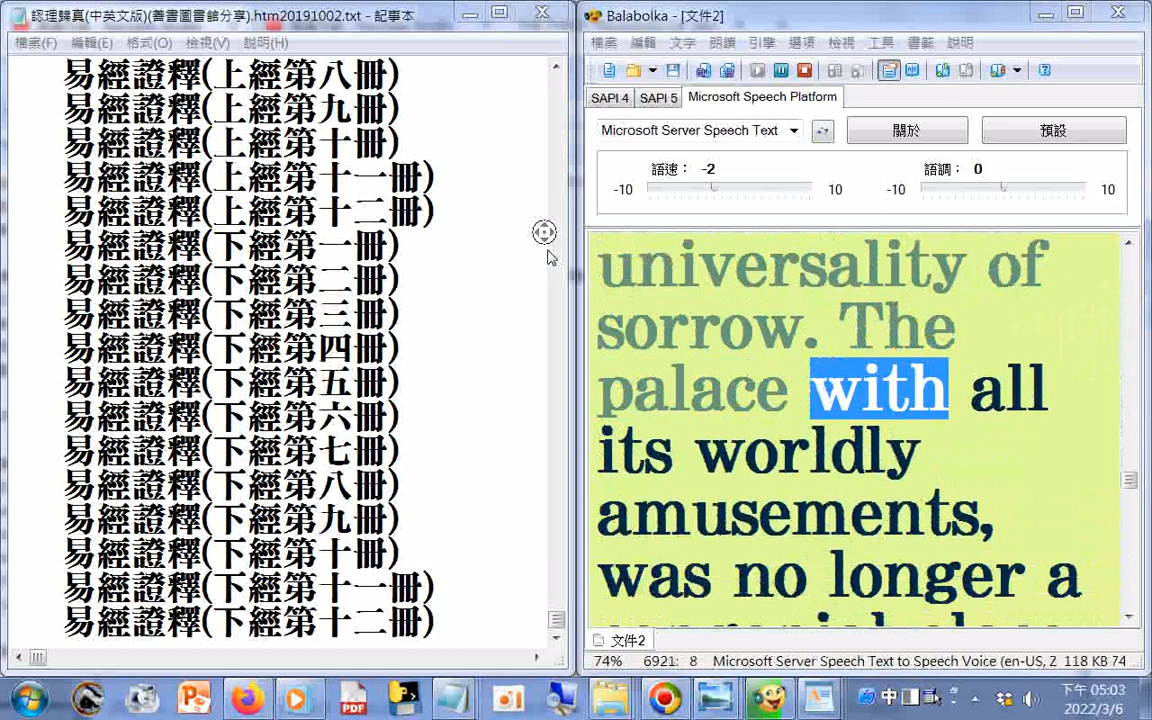 認理歸真(中英文版)(善書圖書館分享).htm20191002.txt - 記事本
檔案(F) 編輯(E) 格式(O) 檢視(V) 說明(H)
易經證釋(上經第八冊)
易經證釋(上經第九冊)
易經證釋(上經第十冊)
易經證釋(上經第十一冊)
易經證釋(上經第十二冊)
易經證釋(下經第一冊)
易經證釋(下經第二冊)
易經證釋(下經第三冊)
易經證釋(下經第四冊)
易經證釋(下經第五冊)
易經證釋(下經第六冊)
易經證釋(下經第七冊)
易經證釋(下經第八冊)
易經證釋(下經第九冊)
易經證釋(下經第十冊)
易經證釋(下經第十一冊)
易經證釋(下經第十二冊)
Balabolka - [文件2]
檔案 編輯 文字 朗讀 引擎 選項 檢視 工具 書籤 說明
SAPI 4 SAPI 5 Microsoft Speech Platform
Microsoft Server Speech Text 關於 預設
語速： -2 語調： 0
-10 10 -10 10
universality of
sorrow. The
palace with all
its worldly
amusements,
was no longer a
文件2
74% 6921: 8 Microsoft Server Speech Text to Speech Voice (en-US, Z 118 KB 74
中
PDF
下午 05:03
2022/3/6